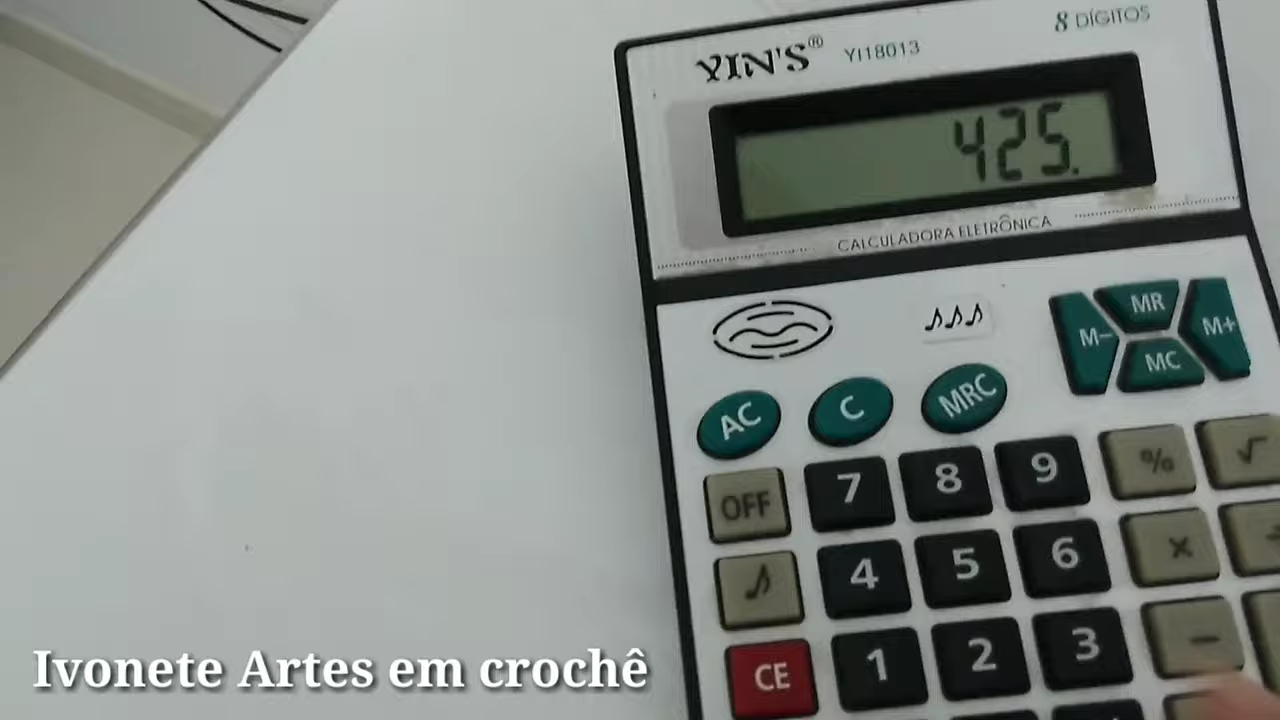 8 DÍGITOS
YIN'S® YI18013
425.
CALCULADORA ELETRÔNICA
MR
M- M+
MC
AC C MRC
OFF 7 8 9 % √
4 5 6 ×
CE 1 2 3 −
Ivonete Artes em crochê